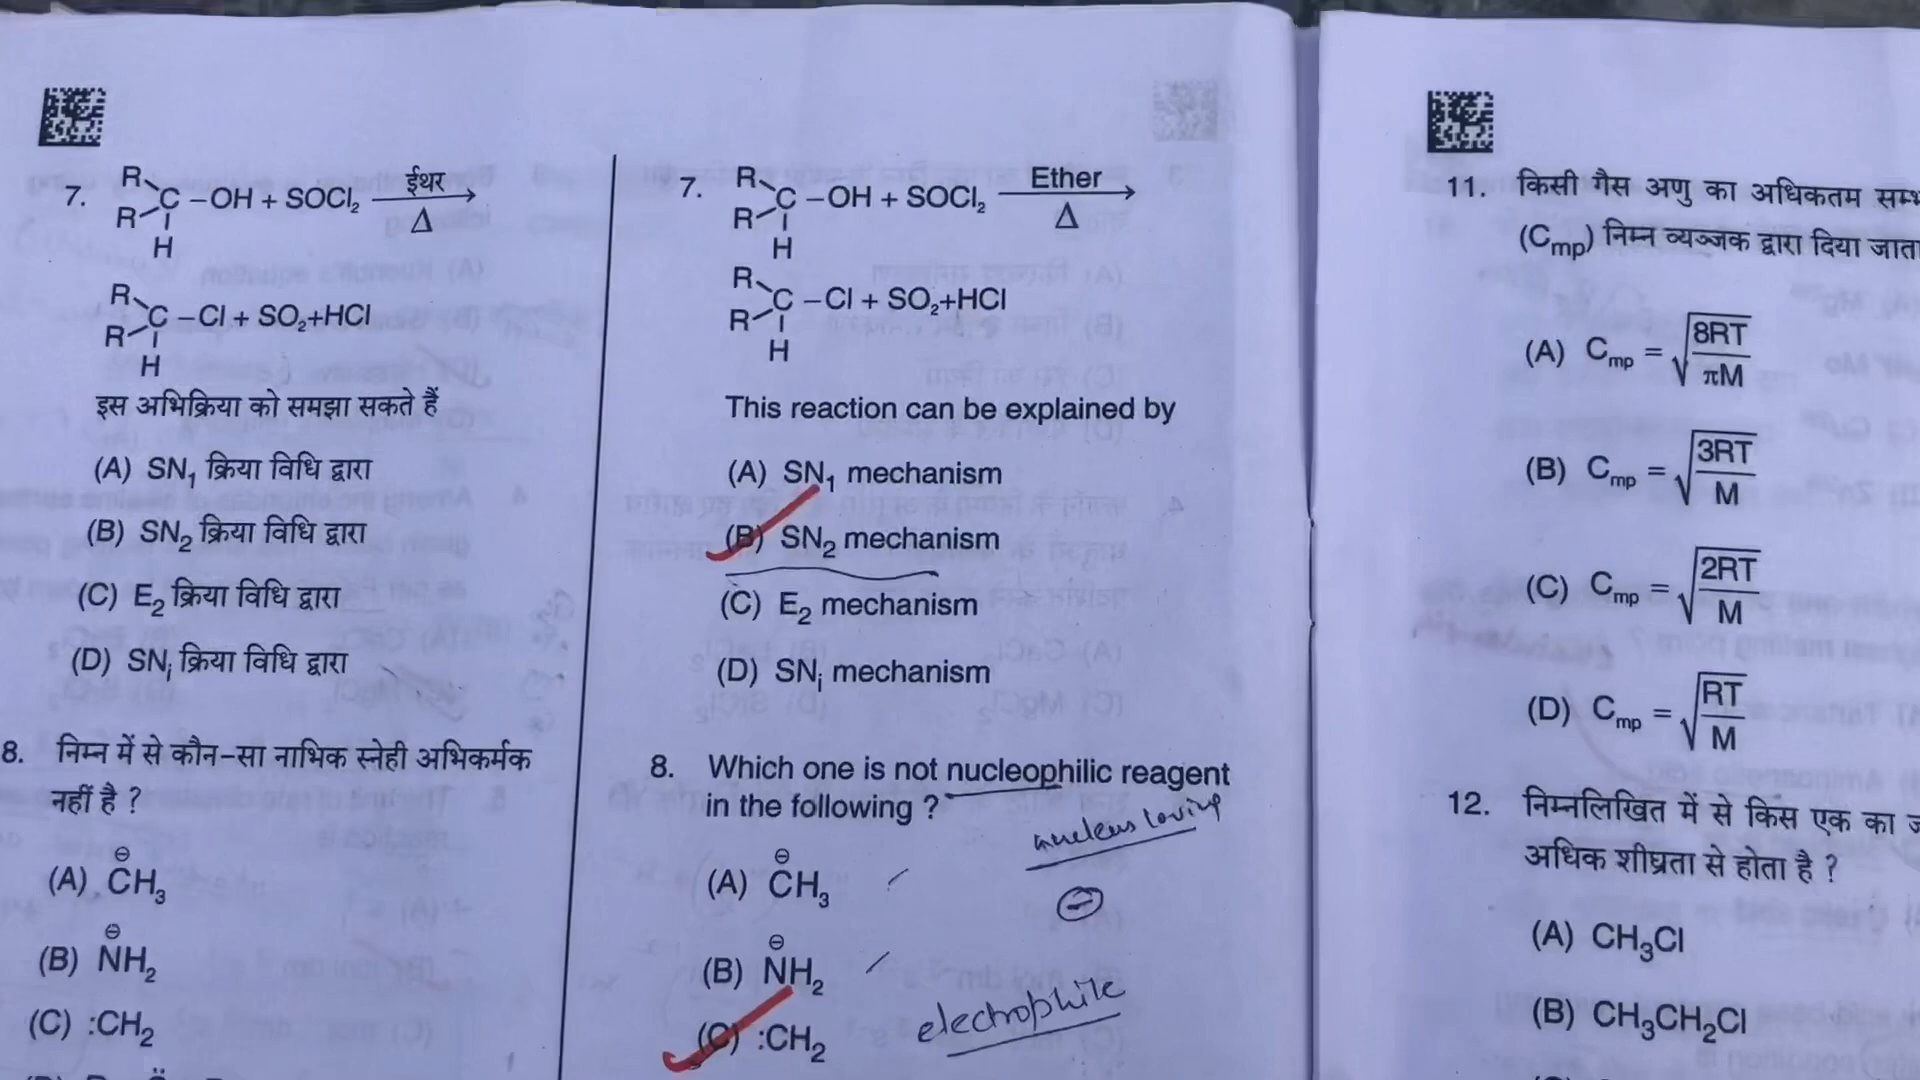 7. R R C –OH + SOCl₂ ईथर Δ
H
R R C –Cl + SO₂+HCl
H
इस अभिक्रिया को समझा सकते हैं
(A) SN₁ क्रिया विधि द्वारा
(B) SN₂ क्रिया विधि द्वारा
(C) E₂ क्रिया विधि द्वारा
(D) SNᵢ क्रिया विधि द्वारा
8. निम्न में से कौन-सा नाभिक स्नेही अभिकर्मक
नहीं है ?
(A) C⊖H₃
(B) N⊖H₂
(C) :CH₂
7. R R C –OH + SOCl₂ Ether Δ
H
R R C –Cl + SO₂+HCl
H
This reaction can be explained by
(A) SN₁ mechanism
(B) SN₂ mechanism
(C) E₂ mechanism
(D) SNᵢ mechanism
8. Which one is not nucleophilic reagent
in the following ?
nucleus loving
(A) C⊖H₃
⊖
(B) N⊖H₂
electrophile
(C) :CH₂
11. किसी गैस अणु का अधिकतम
(Cmp) निम्न व्यञ्जक द्वारा दिया जाता
(A) Cmp = √(8RT/πM)
(B) Cmp = √(3RT/M)
(C) Cmp = √(2RT/M)
(D) Cmp = √(RT/M)
12. निम्नलिखित में से किस एक का
अधिक शीघ्रता से होता है ?
(A) CH₃Cl
(B) CH₃CH₂Cl